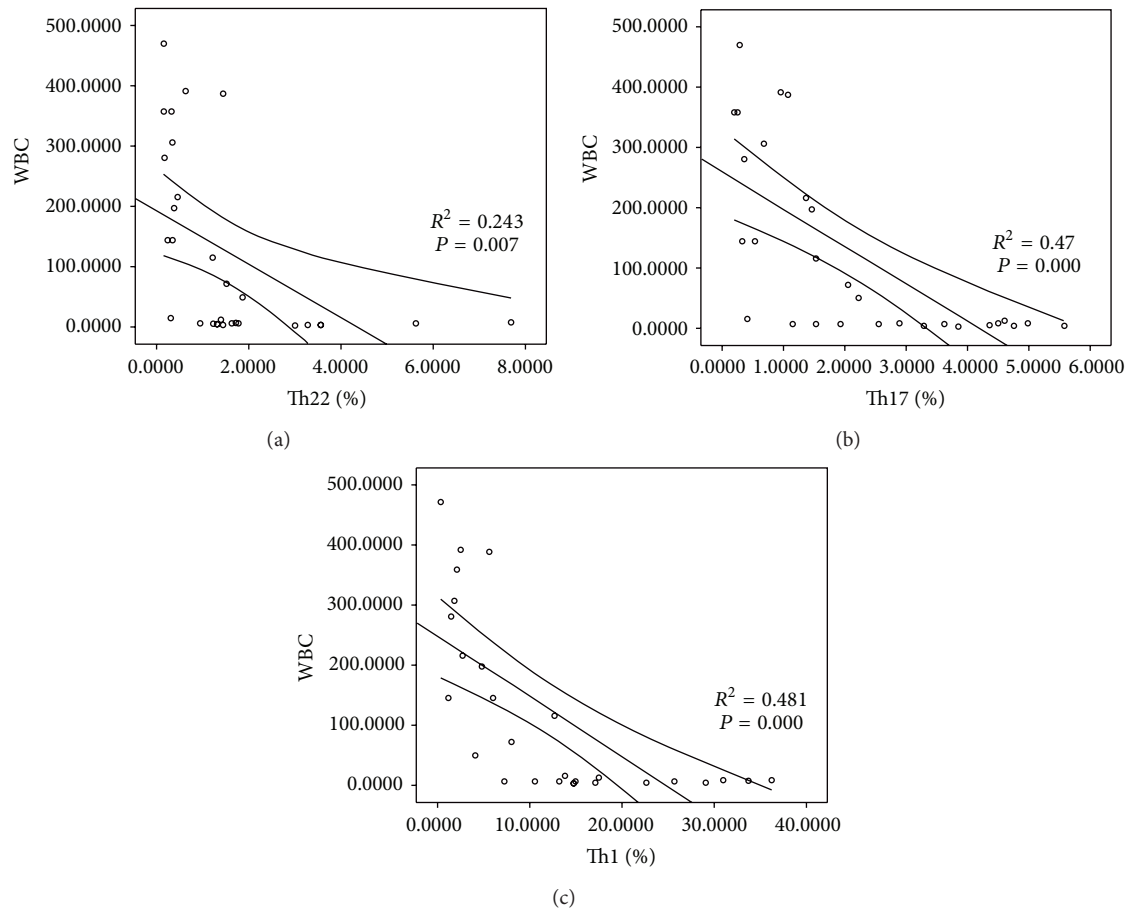 500.0000
400.0000
300.0000
200.0000
100.0000
0.0000
WBC
R² = 0.243
P = 0.007
0.0000 2.0000 4.0000 6.0000 8.0000
Th22 (%)
(a)
500.0000
400.0000
300.0000
200.0000
100.0000
0.0000
WBC
R² = 0.47
P = 0.000
0.0000 1.0000 2.0000 3.0000 4.0000 5.0000 6.0000
Th17 (%)
(b)
500.0000
400.0000
300.0000
200.0000
100.0000
0.0000
WBC
R² = 0.481
P = 0.000
0.0000 10.0000 20.0000 30.0000 40.0000
Th1 (%)
(c)